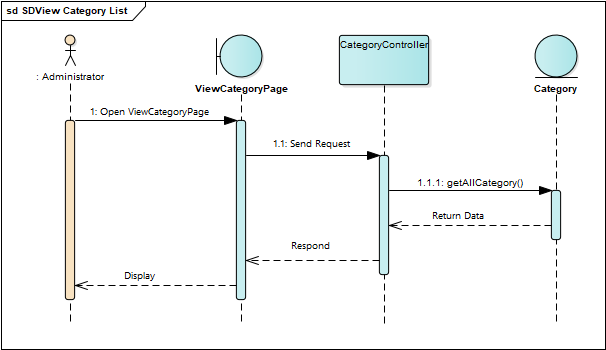 sd SDView Category List
: Administrator
ViewCategoryPage
CategoryController
Category
1: Open ViewCategoryPage
1.1: Send Request
1.1.1: getAllCategory()
Return Data
Respond
Display